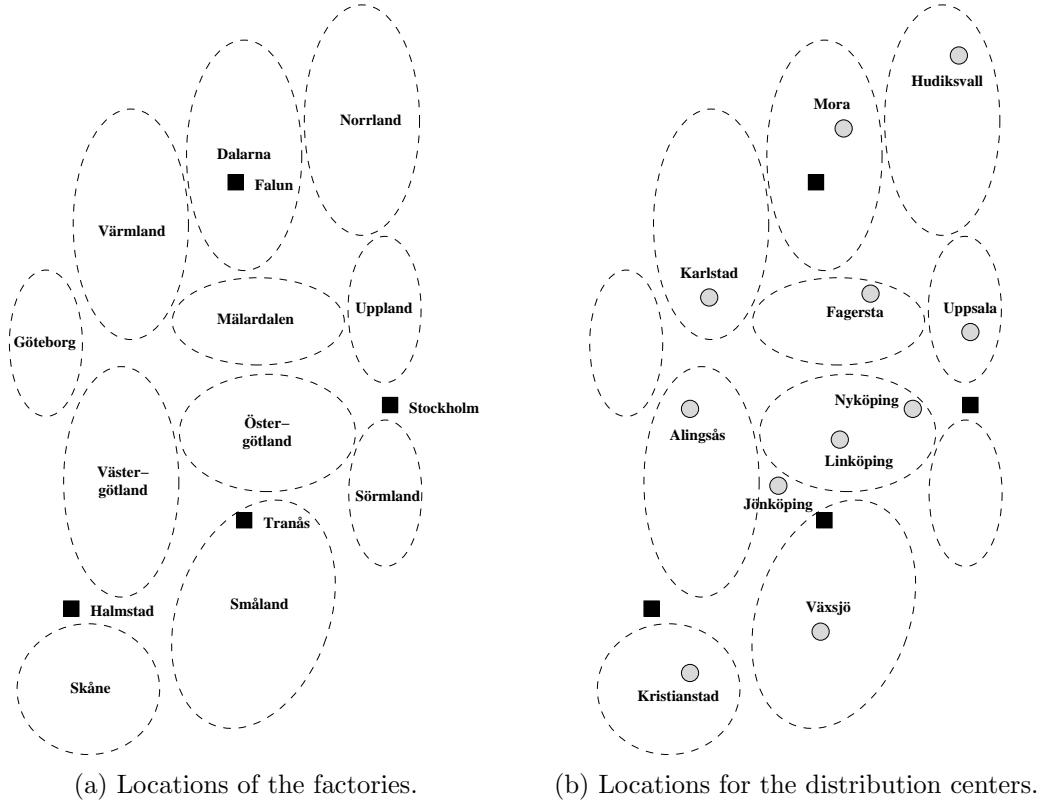 Norrland
Dalarna
Falun
Värmland
Uppland
Mälardalen
Göteborg
Stockholm
Öster–
götland
Väster–
götland
Sörmland
Tranås
Småland
Halmstad
Skåne
(a) Locations of the factories.
Hudiksvall
Mora
Karlstad
Fagersta
Uppsala
Nyköping
Alingsås
Linköping
Jönköping
Växsjö
Kristianstad
(b) Locations for the distribution centers.